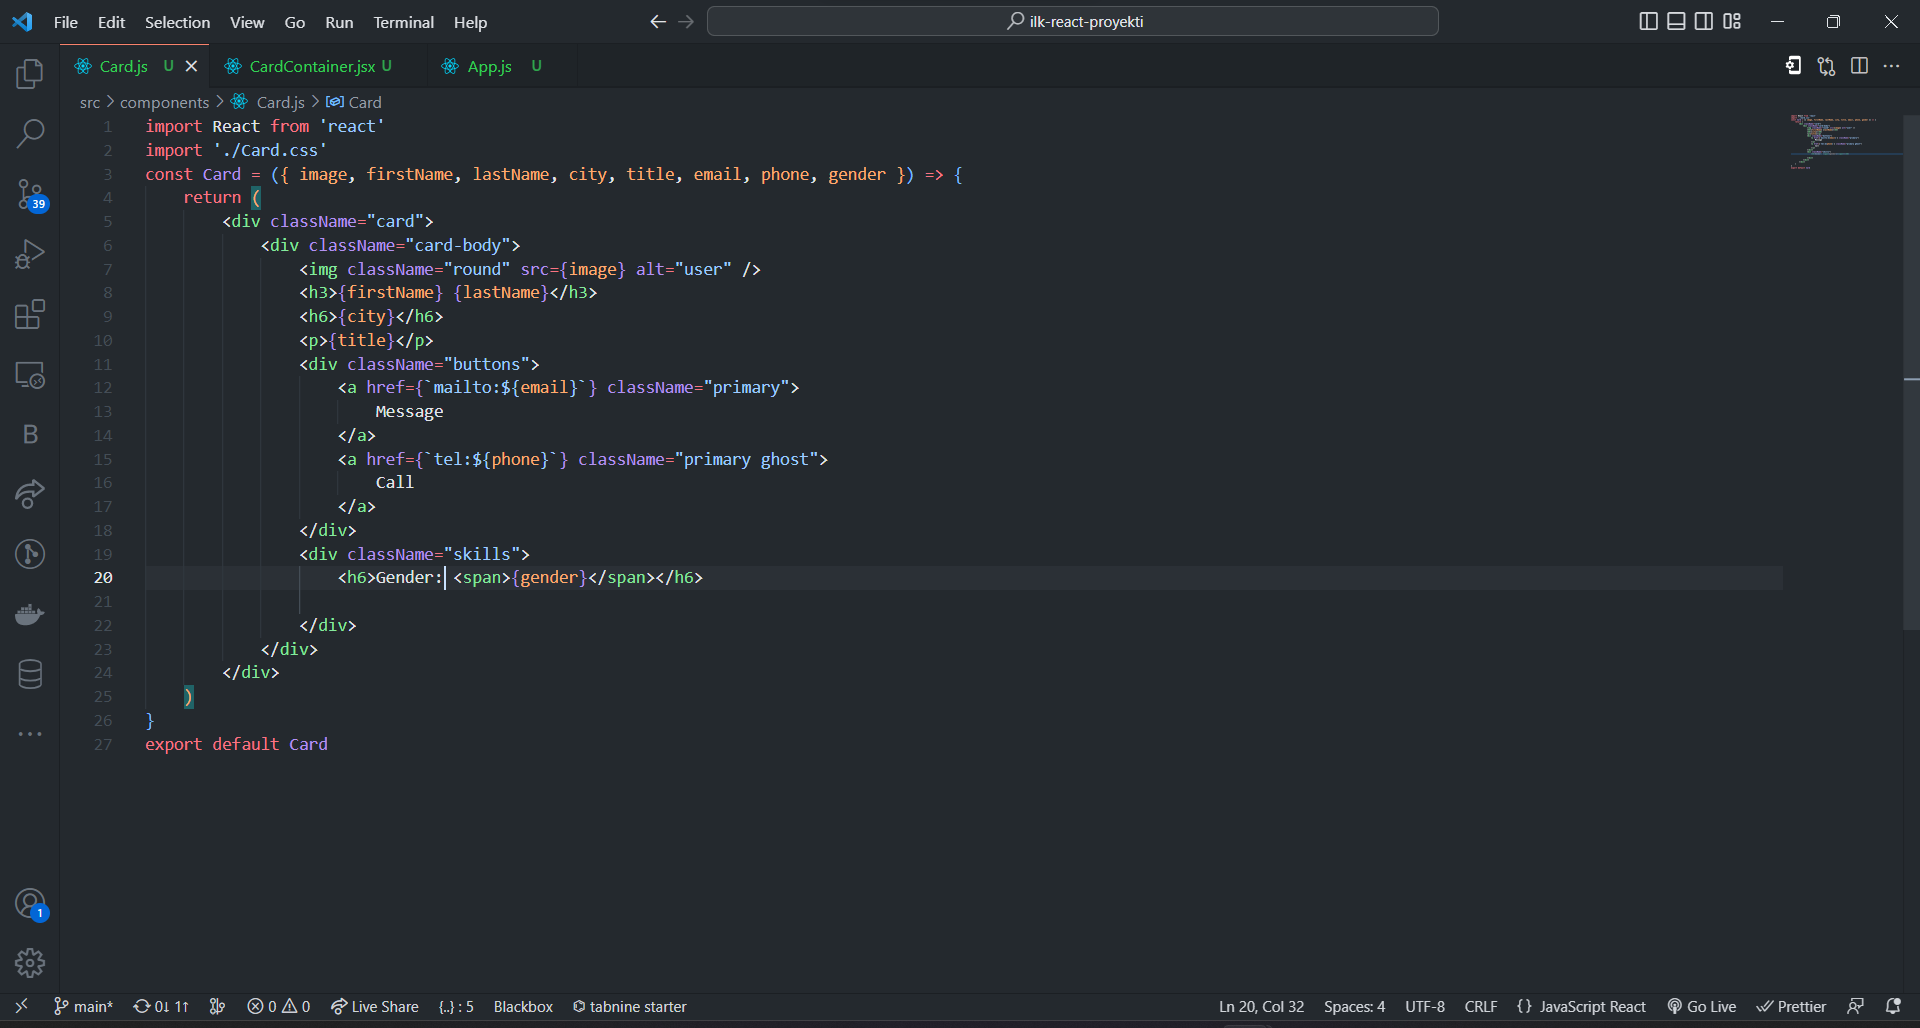 File Edit Selection View Go Run Terminal Help ilk-react-proyekti
Card.js U CardContainer.jsx U App.js U
src > components > Card.js > Card
1 import React from 'react'
2 import './Card.css'
3 const Card = ({ image, firstName, lastName, city, title, email, phone, gender }) => {
4 return (
5 <div className="card">
6 <div className="card-body">
7 <img className="round" src={image} alt="user" />
8 <h3>{firstName} {lastName}</h3>
9 <h6>{city}</h6>
10 <p>{title}</p>
11 <div className="buttons">
12 <a href={`mailto:${email}`} className="primary">
13 Message
14 </a>
15 <a href={`tel:${phone}`} className="primary ghost">
16 Call
17 </a>
18 </div>
19 <div className="skills">
20 <h6>Gender: <span>{gender}</span></h6>
21
22 </div>
23 </div>
24 </div>
25 )
26 }
27 export default Card
39
B
1
main* 0↓ 1↑ 0 0 Live Share {..} : 5 Blackbox tabnine starter Ln 20, Col 32 Spaces: 4 UTF-8 CRLF {} JavaScript React Go Live Prettier